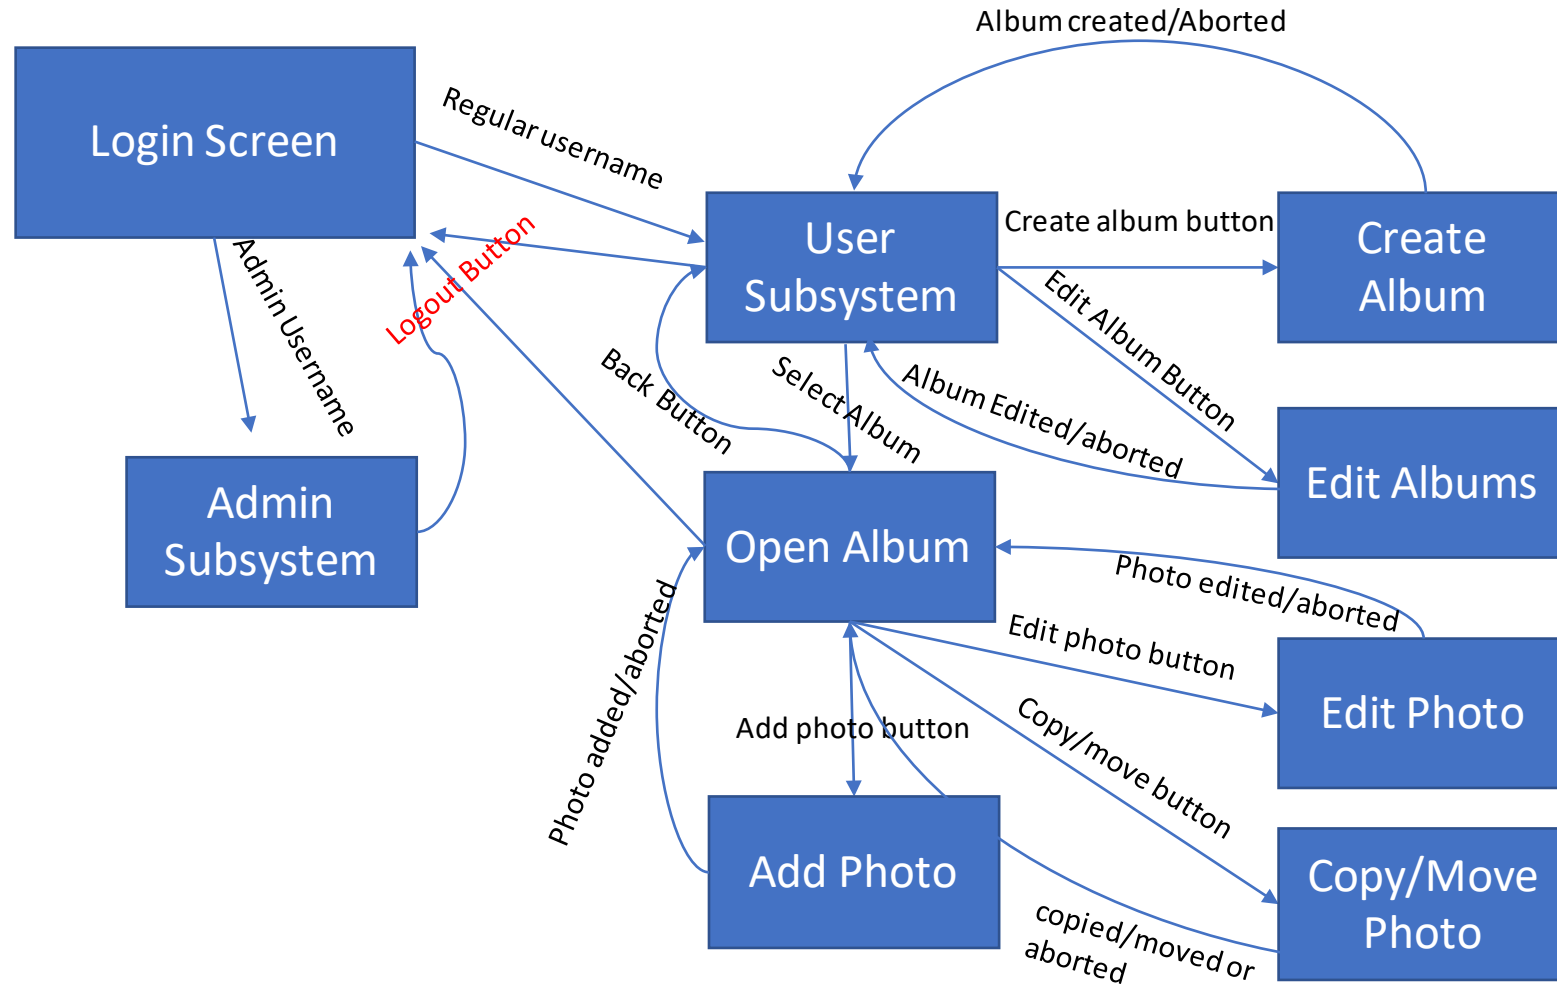 Album created/Aborted
Login Screen
Regular username
User
Subsystem
Create album button
Create
Album
Admin Username
Logout Button
Back Button
Select Album
Edit Album Button
Album Edited/aborted
Edit Albums
Admin
Subsystem
Open Album
Photo edited/aborted
Edit photo button
Edit Photo
Photo added/aborted
Add photo button
Copy/move button
Add Photo
Copy/Move
Photo
copied/moved or
aborted